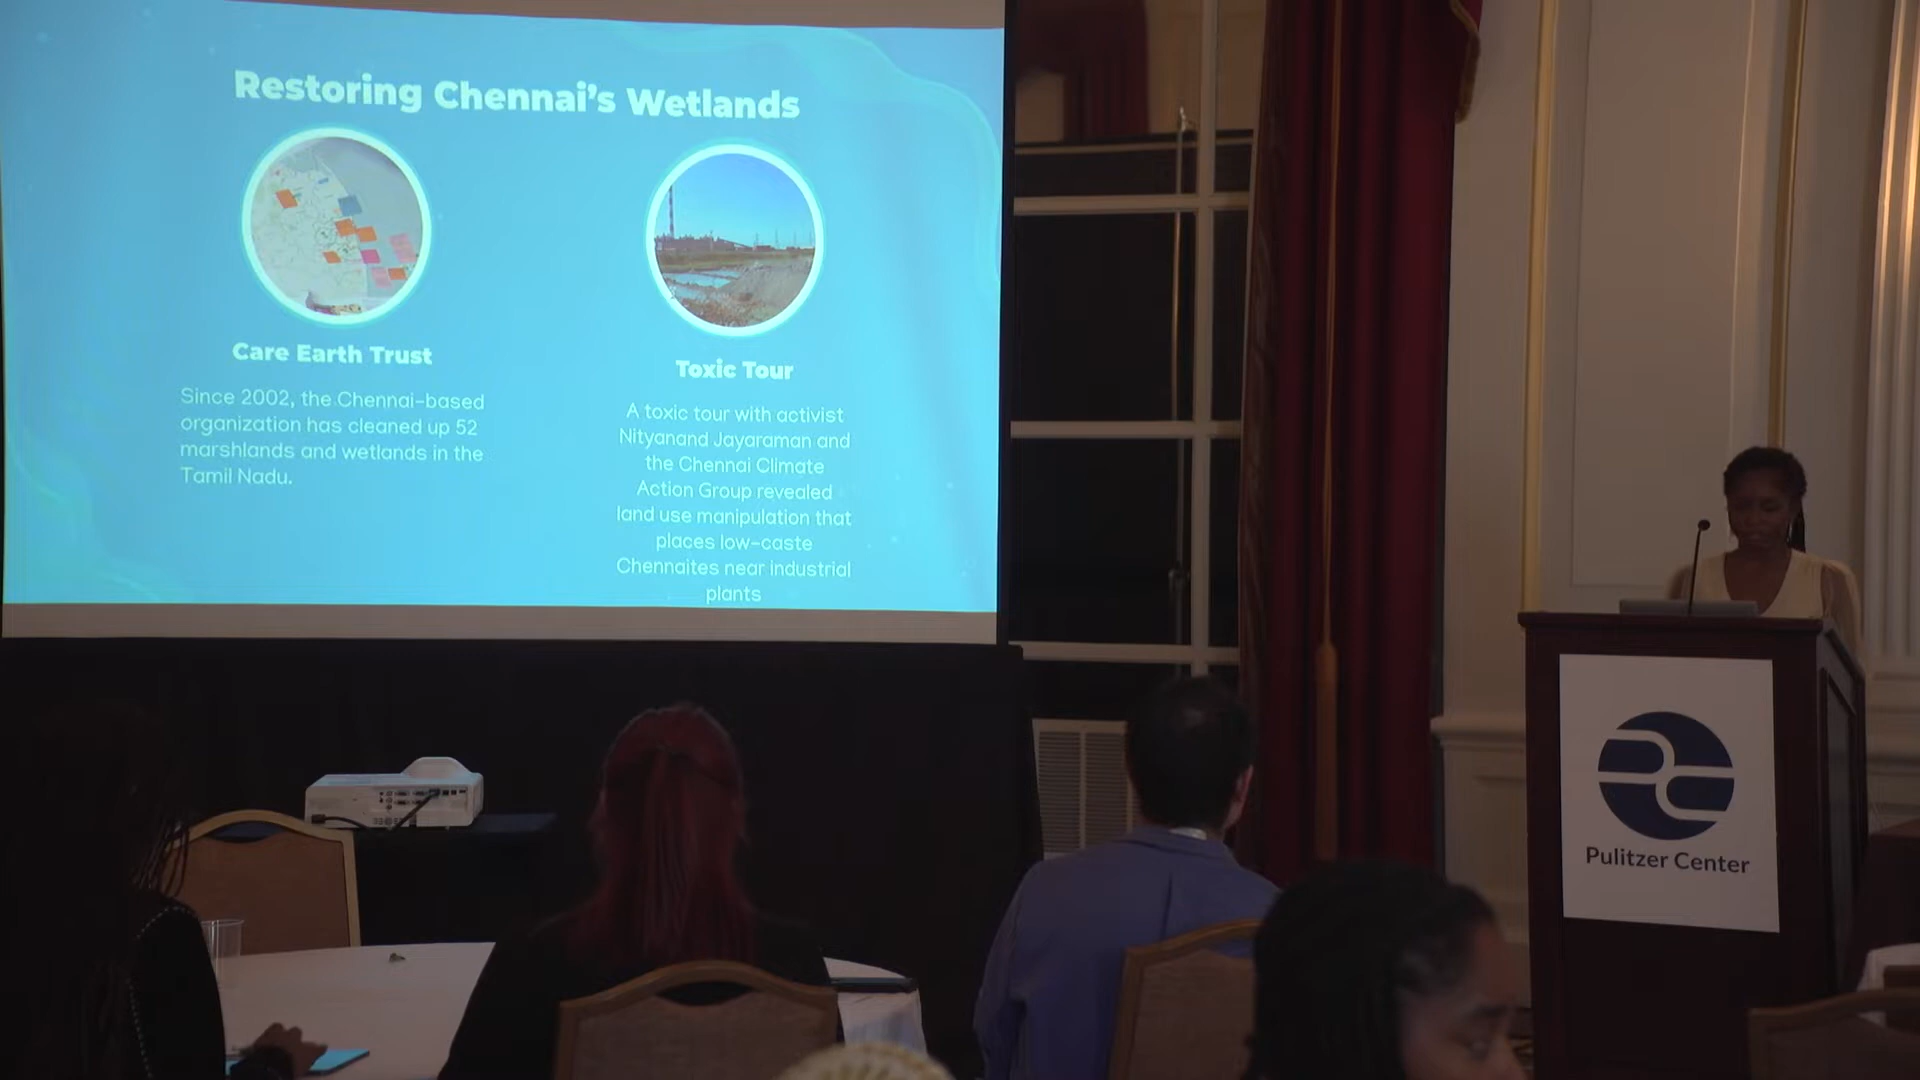 Restoring Chennai's Wetlands
Care Earth Trust
Since 2002, the Chennai-based
organization has cleaned up 52
marshlands and wetlands in the
Tamil Nadu.
Toxic Tour
A toxic tour with activist
Nityanand Jayaraman and
the Chennai Climate
Action Group revealed
land use manipulation that
places low-caste
Chennaites near industrial
plants
Pulitzer Center